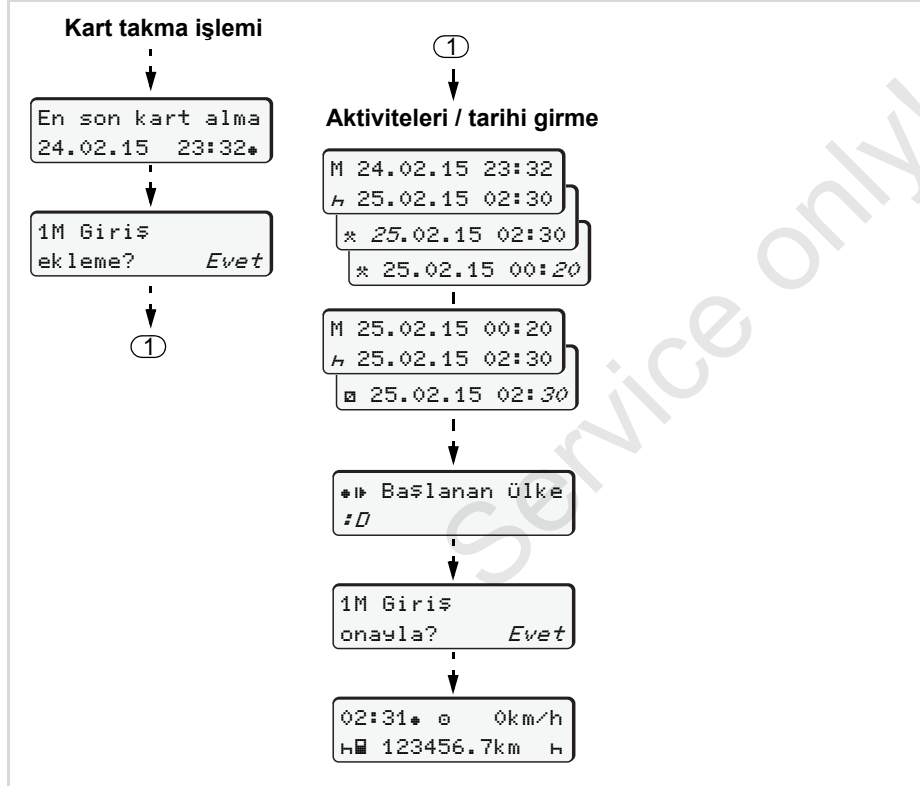 Kart takma işlemi
En son kart alma
24.02.15 23:32
1M Giriş
ekleme? Evet
1
1
Aktiviteleri / tarihi girme
M 24.02.15 23:32
25.02.15 02:30
25.02.15 02:30
25.02.15 00:20
M 25.02.15 00:20
25.02.15 02:30
25.02.15 02:30
Başlanan ülke
:D
1M Giriş
onayla? Evet
02:31 0km/h
123456.7km
Service only!